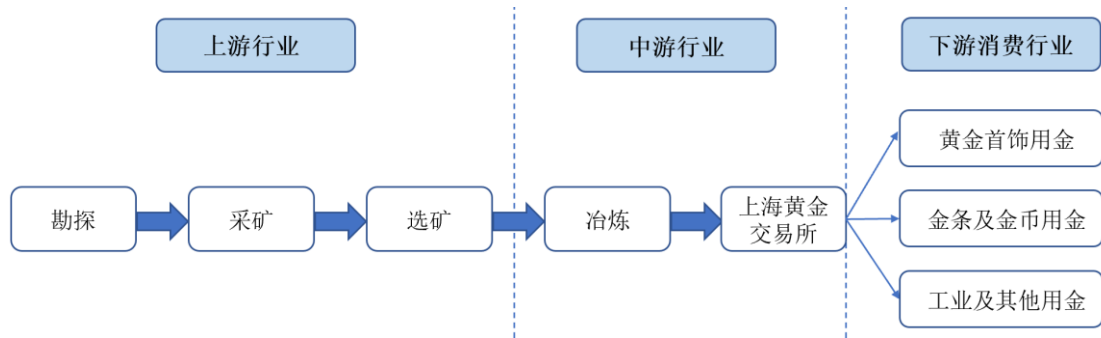 上游行业
中游行业
下游消费行业
勘探
采矿
选矿
冶炼
上海黄金
交易所
黄金首饰用金
金条及金币用金
工业及其他用金